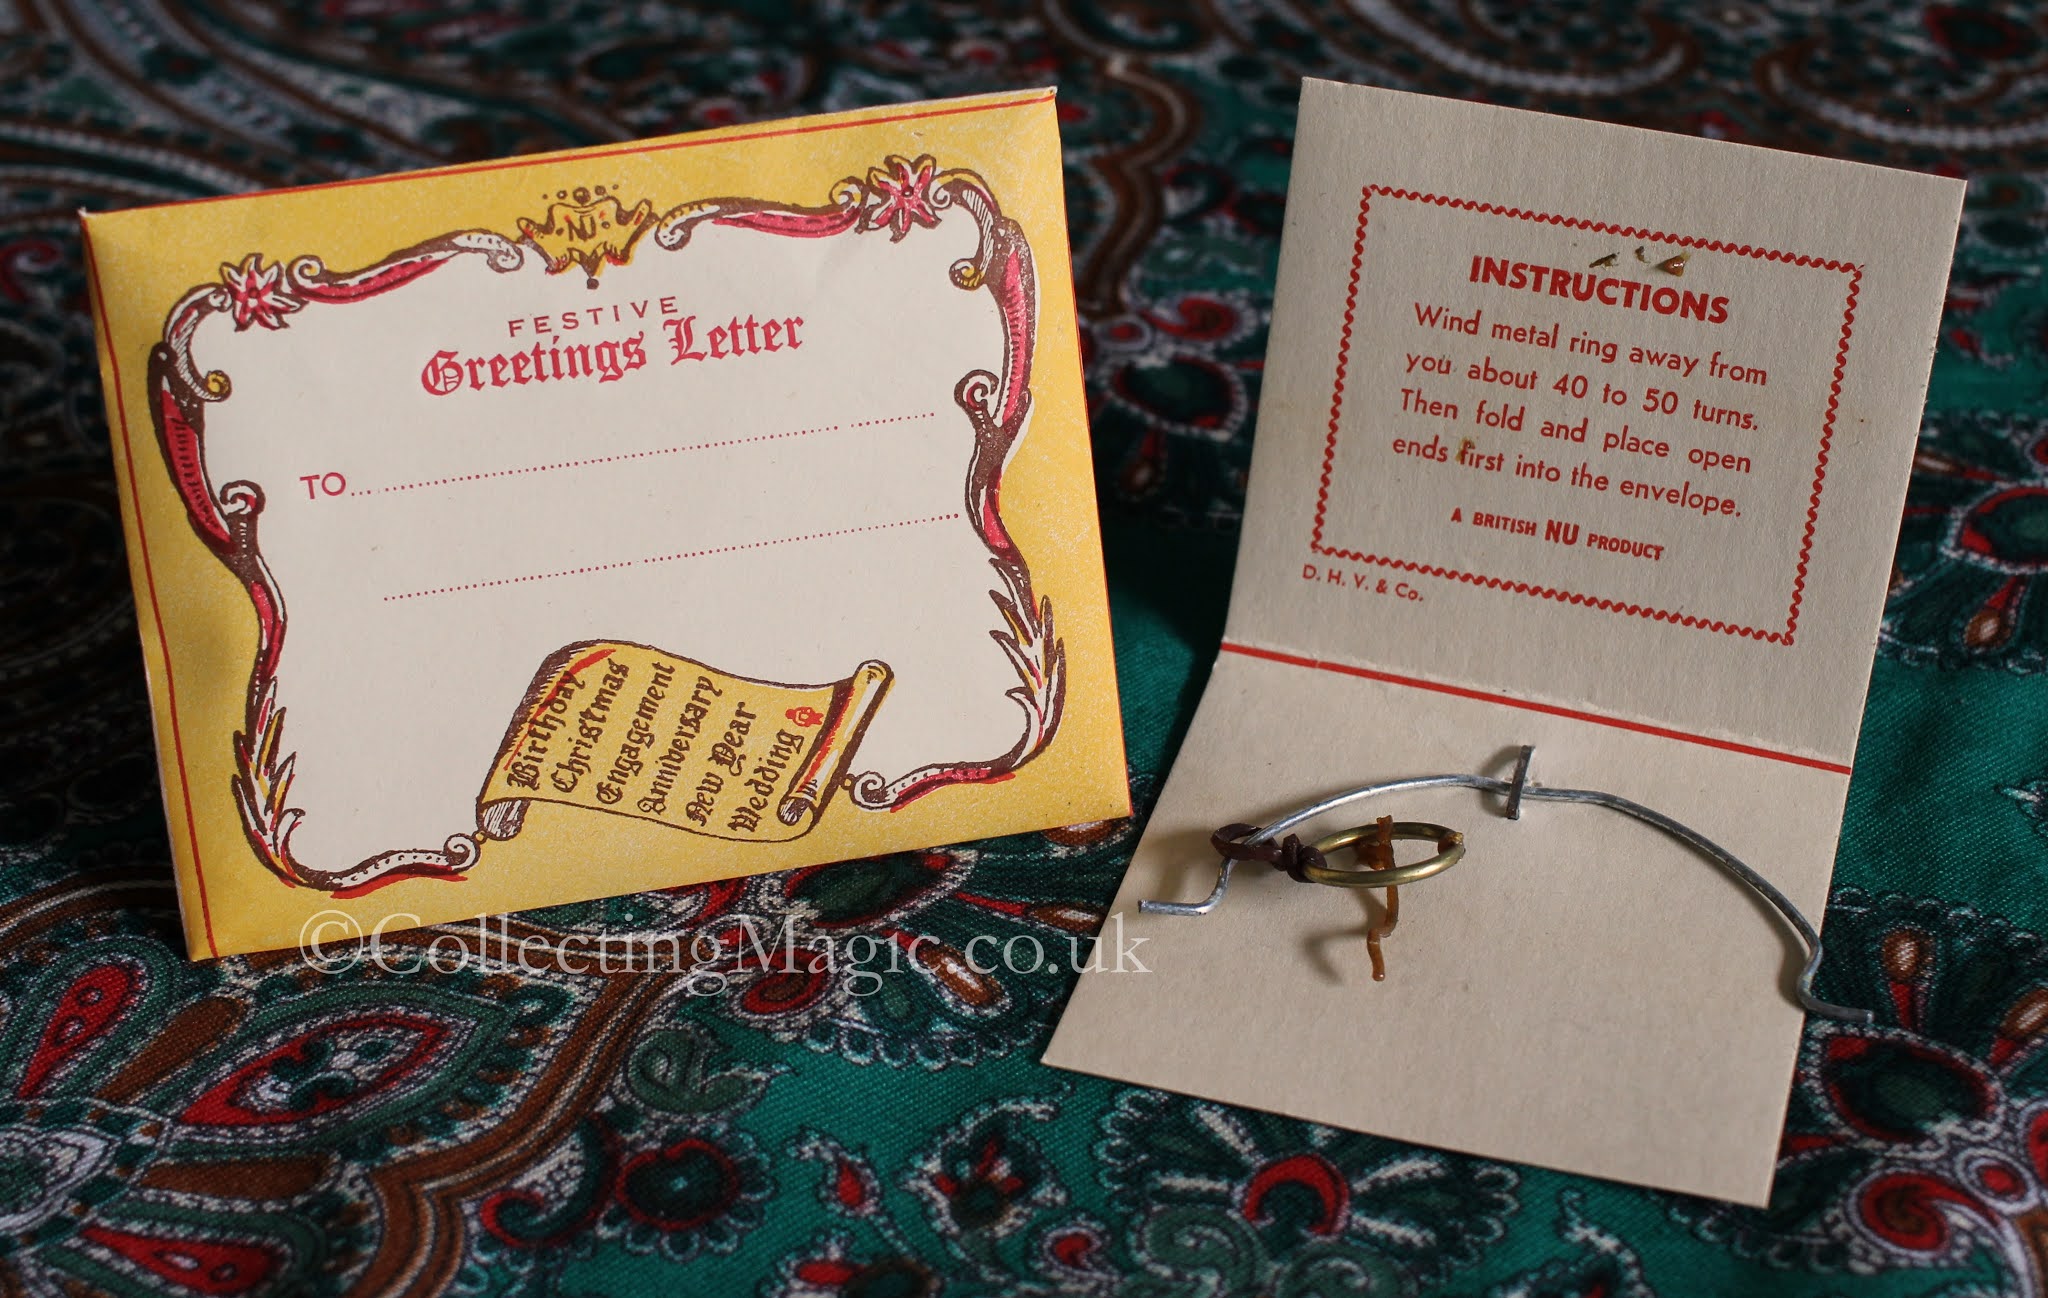 NU
FESTIVE
Greetings Letter
TO
Birthday
Christmas
Engagement
Anniversary
New Year
Wedding
INSTRUCTIONS
Wind metal ring away from
you about 40 to 50 turns.
Then fold and place open
ends first into the envelope.
A BRITISH NU PRODUCT
D. H. V. & Co.
©CollectingMagic.co.uk